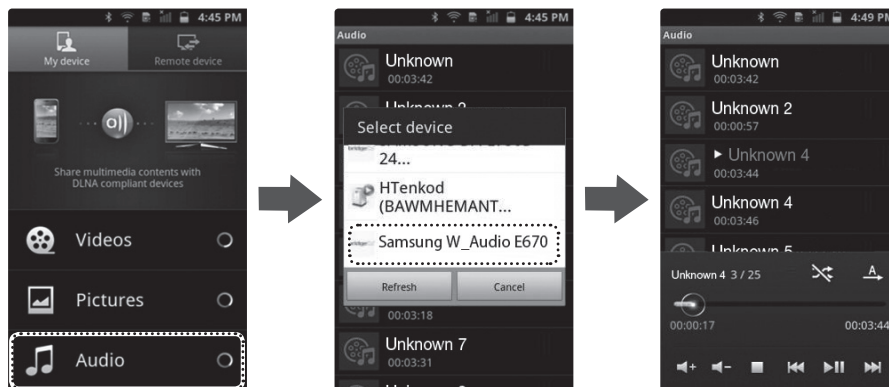 4:45 PM
My device
Remote device
Share multimedia contents with
DLNA compliant devices
Videos
Pictures
Audio
4:45 PM
Audio
Unknown
00:03:42
Unknown 2
Select device
24...
HTenkod
(BAWMHEMANT...
Samsung W_Audio E670
Refresh
Cancel
00:03:18
Unknown 7
00:03:31
4:49 PM
Audio
Unknown
00:03:42
Unknown 2
00:00:57
Unknown 4
00:03:44
Unknown 4
00:03:46
Unknown 5
Unknown 4 3 / 25
A
00:00:17
00:03:44